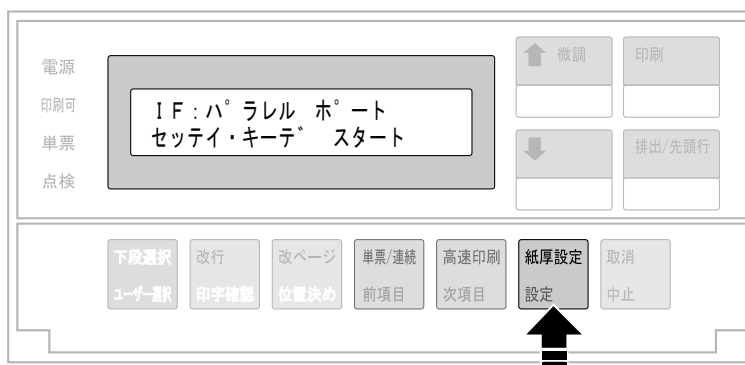 電源
印刷可
単票
点検
IF:パラレル ポート
セッテイ・キーデ スタート
微調
印刷
排出/先頭行
下段選択
ユーザー選択
改行
印字確認
改ページ
位置決め
単票/連続
前項目
高速印刷
次項目
紙厚設定
設定
取消
中止